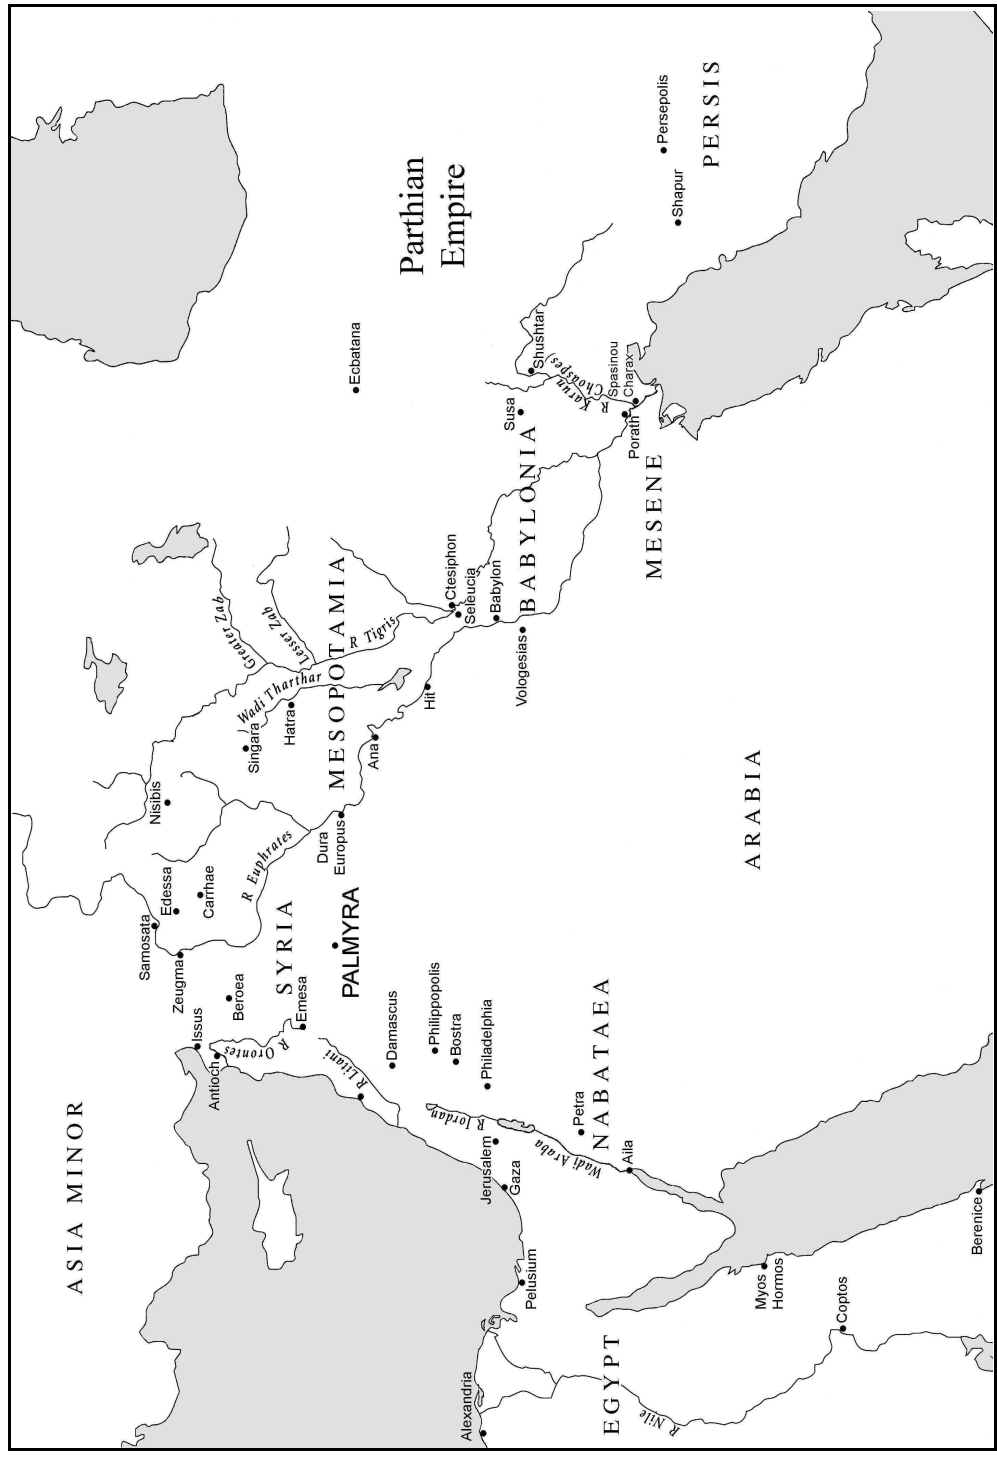 ASIA MINOR
SYRIA
MESOPOTAMIA
Parthian
Empire
BABYLONIA
MESENE
PERSIS
ARABIA
NABATAEA
EGYPT
PALMYRA
Samosata
Zeugma
Edessa
Carrhae
Nisibis
Singara
Hatra
Issus
Antioch
Beroea
Emesa
Dura
Europus
Ana
Hit
Ctesiphon
Seleucia
Babylon
Vologesias
Ecbatana
Susa
Shushtar
Spasinou
Charax
Porath
Shapur
Persepolis
Damascus
Philippopolis
Bostra
Philadelphia
Jerusalem
Gaza
Petra
Aila
Pelusium
Alexandria
Myos
Hormos
Coptos
Berenice
R Orontes
R Litani
R Jordan
Wadi Araba
R Nile
R Euphrates
R Tigris
Wadi Tharthar
Greater Zab
Lesser Zab
R Karun
(Choaspes)